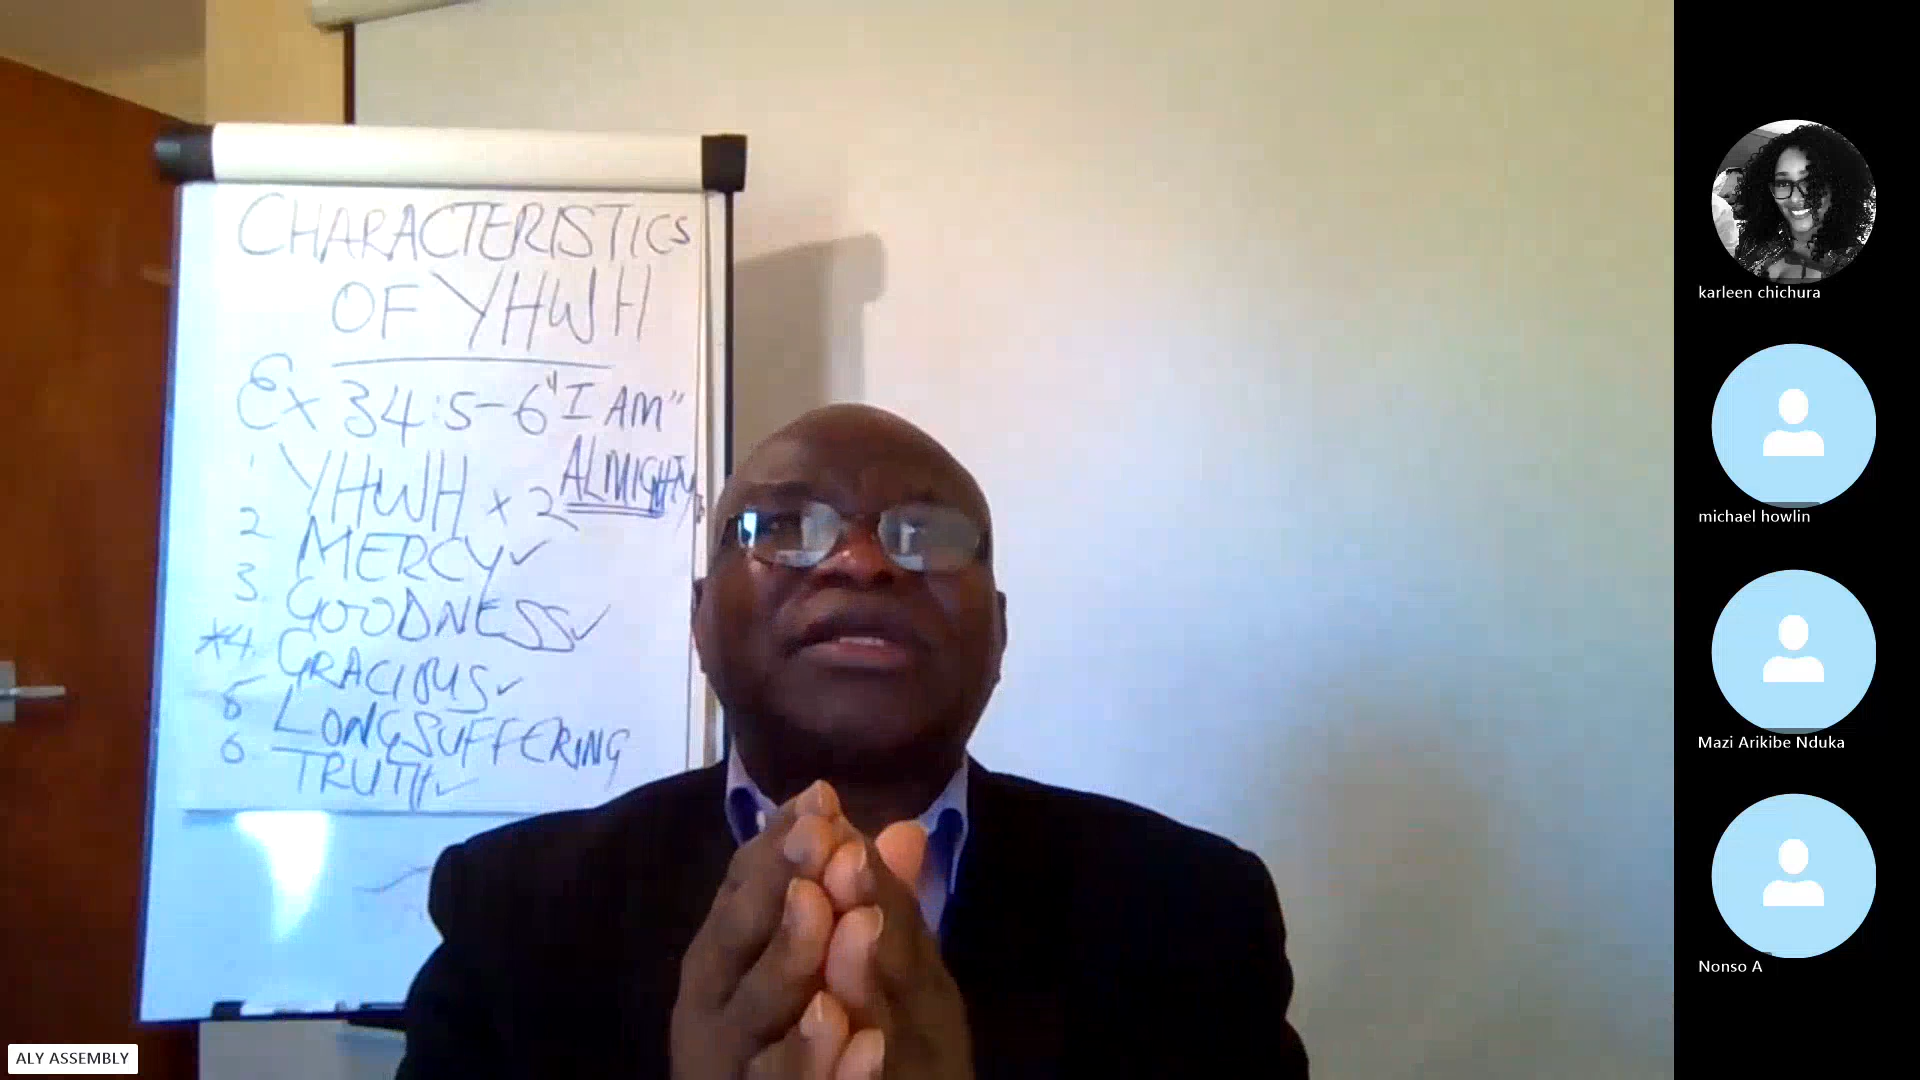 CHARACTERISTICS
OF YHWH
Ex 34:5-6 "I AM"
1 YHWH x 2 ALMIGHTY
2 MERCY✓
3. GOODNESS✓
*4. GRACIOUS✓
5 LONGSUFFERING
6 TRUTH✓
karleen chichura
michael howlin
Mazi Arikibe Nduka
Nonso A
ALY ASSEMBLY